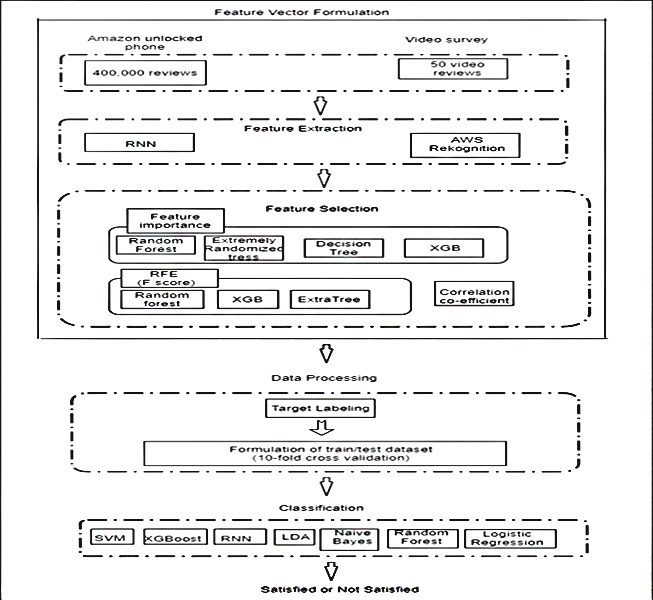 Feature Vector Formulation
Amazon unlocked
phone
Video survey
400,000 reviews
50 video
reviews
Feature Extraction
RNN
AWS
Rekognition
Feature Selection
Feature
importance
Random
Forest
Extremely
Randomized
tress
Decision
Tree
XGB
RFE
(F score)
Random
forest
XGB
ExtraTree
Correlation
co-efficient
Data Processing
Target Labeling
Formulation of train/test dataset
(10-fold cross validation)
Classification
SVM
XGBoost
RNN
LDA
Naive
Bayes
Random
Forest
Logistic
Regression
Satisfied or Not Satisfied